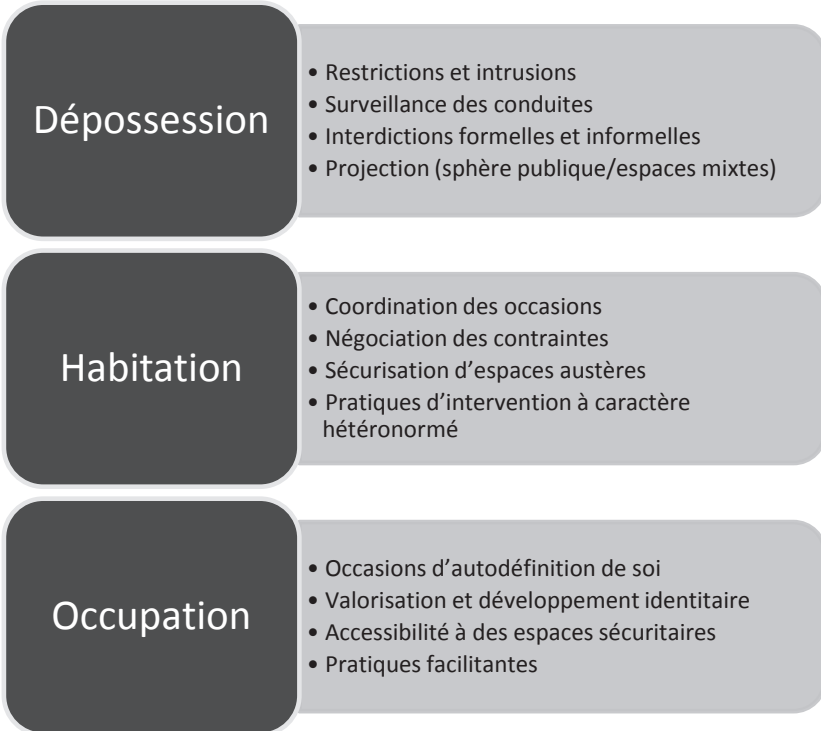 Dépossession
• Restrictions et intrusions
• Surveillance des conduites
• Interdictions formelles et informelles
• Projection (sphère publique/espaces mixtes)
Habitation
• Coordination des occasions
• Négociation des contraintes
• Sécurisation d’espaces austères
• Pratiques d’intervention à caractère
hétéronormé
Occupation
• Occasions d’autodéfinition de soi
• Valorisation et développement identitaire
• Accessibilité à des espaces sécuritaires
• Pratiques facilitantes